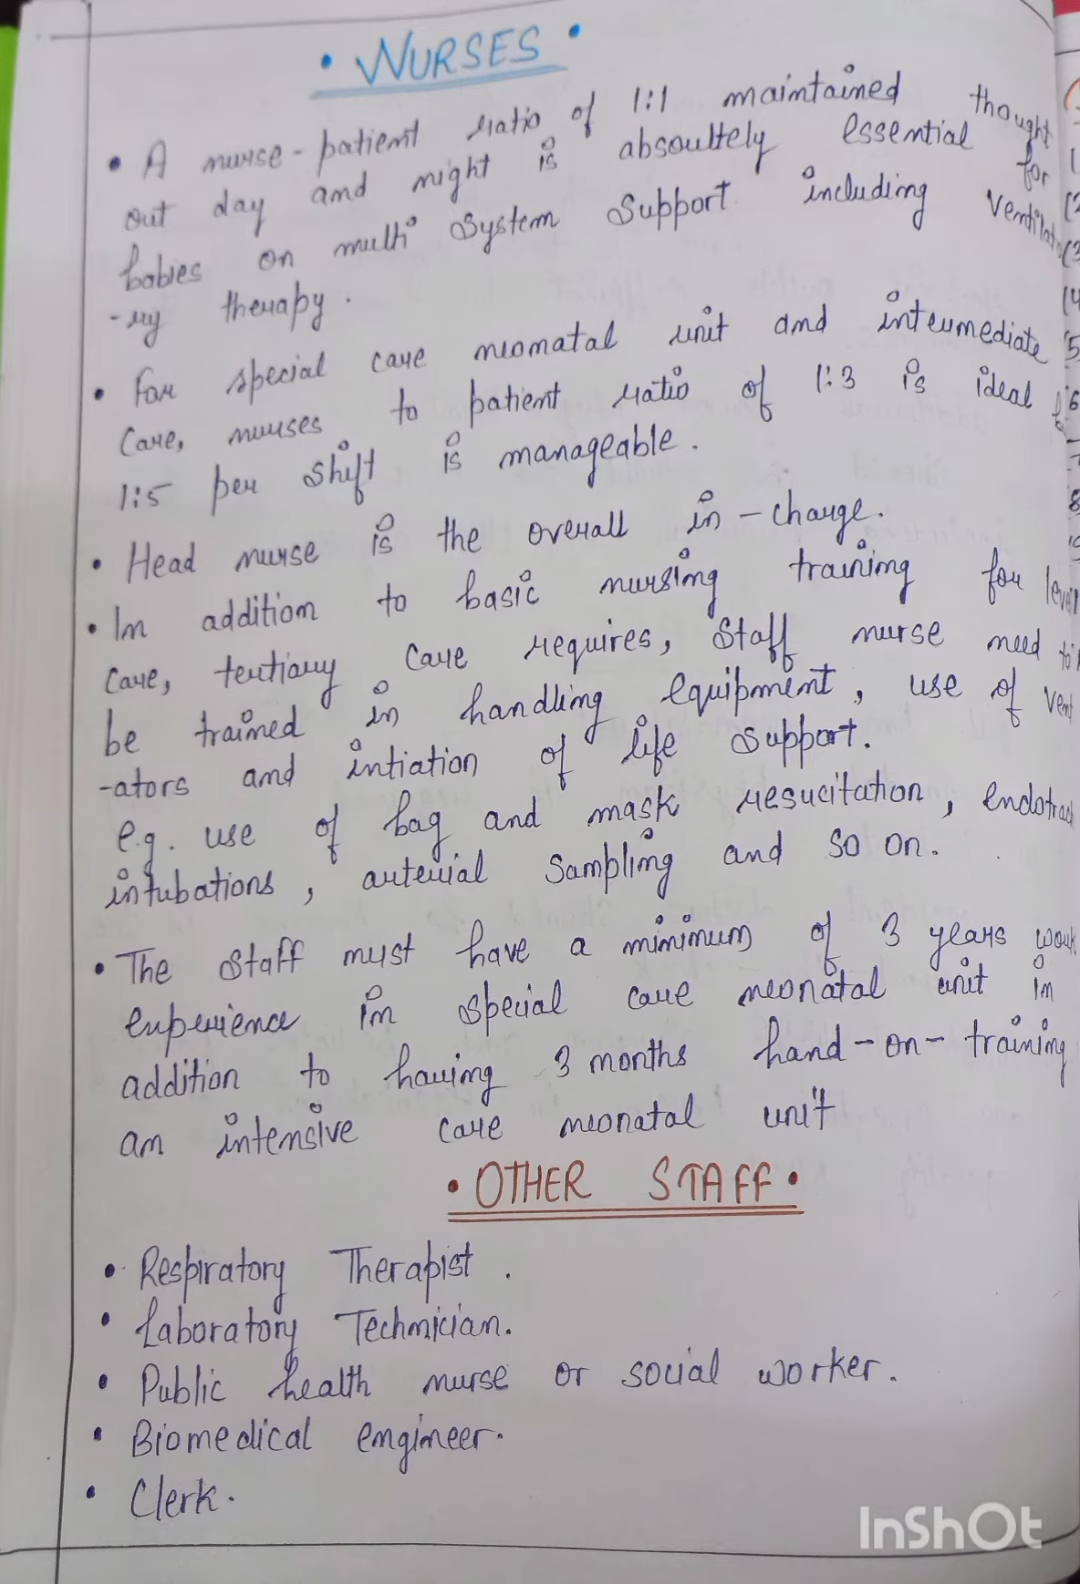 • NURSES •
• A nurse-patient ratio of 1:1 maintained thought
out day and night is absoultely essential for
babies on multi system support including ventilato
-ry therapy.
• For special care neonatal unit and intermediate
care, nurses to patient ratio of 1:3 is ideal
1:5 per shift is manageable.
• Head nurse is the overall in-charge.
• In addition to basic nursing training for level
care, tertiary care requires, staff nurse need to
be trained in handling equipment, use of vent
-ators and intiation of life support.
e.g. use of bag and mask resucitation, endotrac
intubations, arterial sampling and so on.
• The staff must have a minimum of 3 years work
experience in special care neonatal unit in
addition to having 3 months hand-on-training
an intensive care neonatal unit
• OTHER STAFF •
• Respiratory Therapist.
• Laboratory Technician.
• Public health nurse or social worker.
• Biomedical engineer.
• Clerk.
InShOt